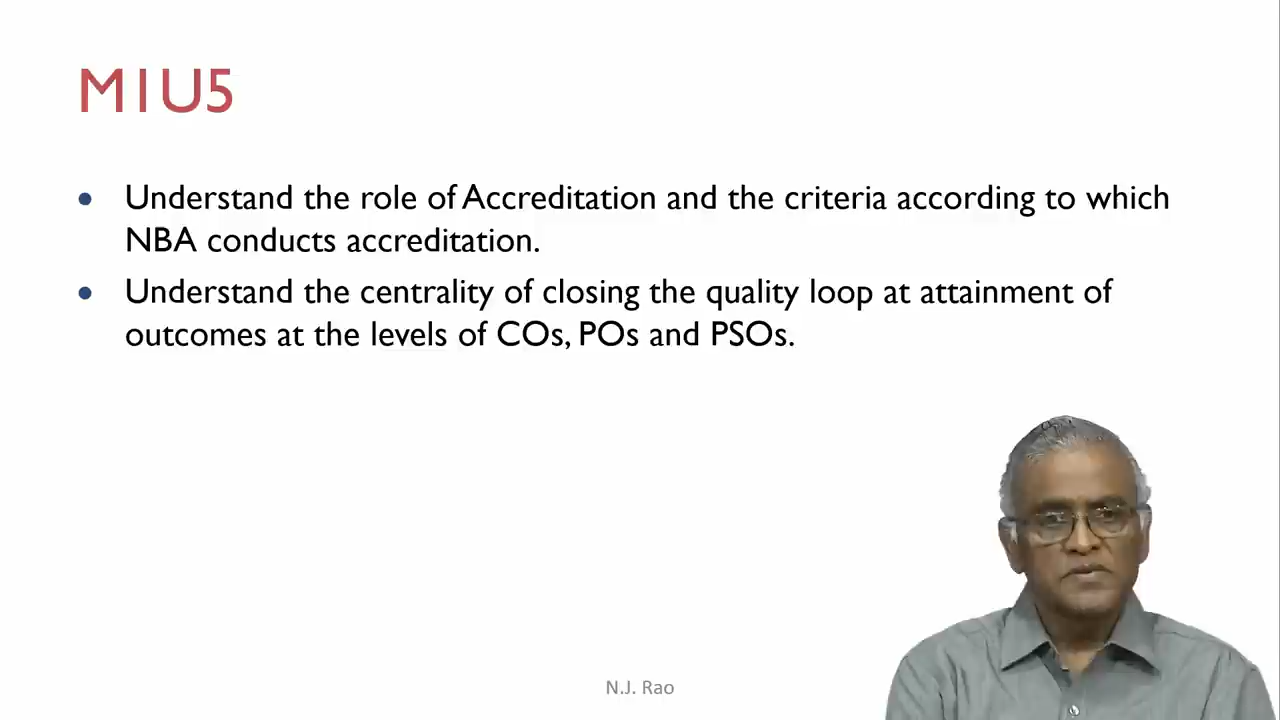 M1U5
• Understand the role of Accreditation and the criteria according to which
NBA conducts accreditation.
• Understand the centrality of closing the quality loop at attainment of
outcomes at the levels of COs, POs and PSOs.
N.J. Rao